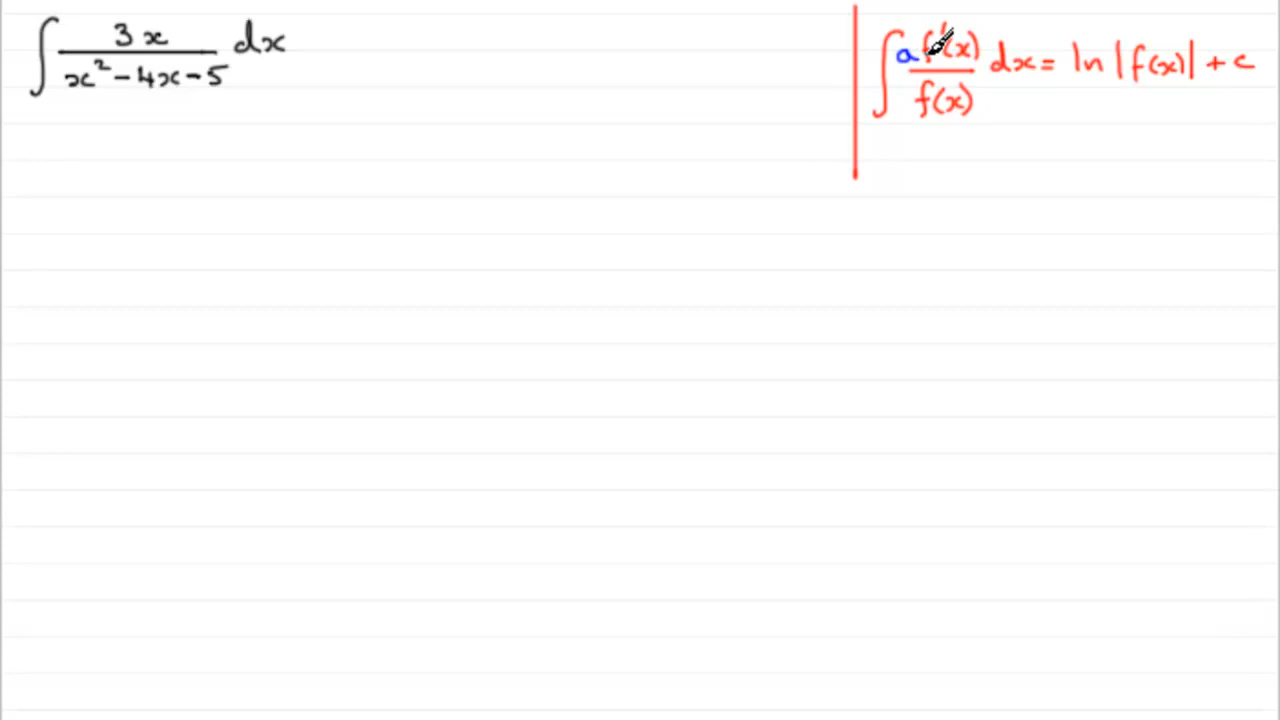 ∫ 3x / (x² - 4x - 5) dx
∫ a f'(x) / f(x) dx = ln |f(x)| + c